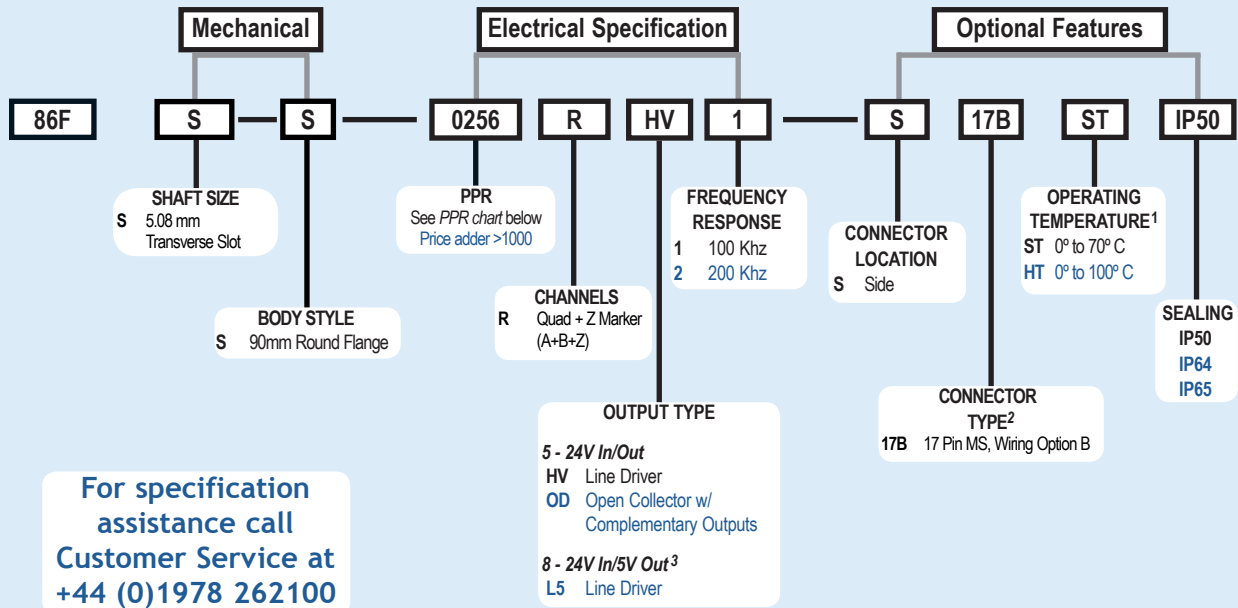 Mechanical
Electrical Specification
Optional Features
86F
S
S
0256
R
HV
1
S
17B
ST
IP50
SHAFT SIZE
S 5.08 mm
Transverse Slot
BODY STYLE
S 90mm Round Flange
PPR
See PPR chart below
Price adder >1000
CHANNELS
R Quad + Z Marker
(A+B+Z)
OUTPUT TYPE
5 - 24V In/Out
HV Line Driver
OD Open Collector w/
Complementary Outputs
8 - 24V In/5V Out3
L5 Line Driver
FREQUENCY
RESPONSE
1 100 Khz
2 200 Khz
CONNECTOR
LOCATION
S Side
CONNECTOR
TYPE2
17B 17 Pin MS, Wiring Option B
OPERATING
TEMPERATURE1
ST 0º to 70º C
HT 0º to 100º C
SEALING
IP50
IP64
IP65
For specification
assistance call
Customer Service at
+44 (0)1978 262100